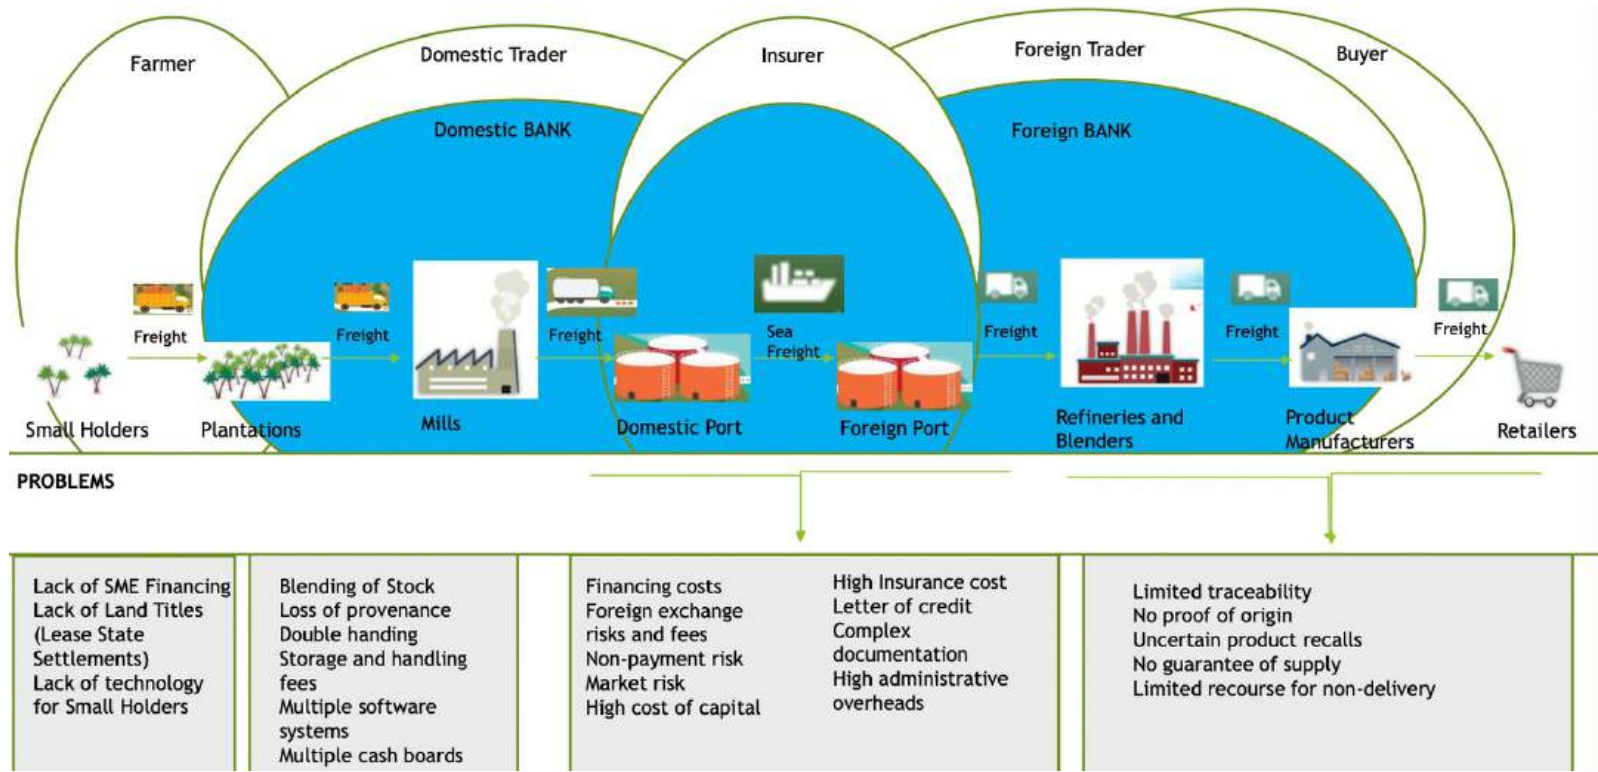 Farmer
Domestic Trader
Insurer
Foreign Trader
Buyer
Domestic BANK
Foreign BANK
Freight
Freight
Freight
Sea
Freight
Freight
Freight
Freight
Small Holders
Plantations
Mills
Domestic Port
Foreign Port
Refineries and
Blenders
Product
Manufacturers
Retailers
PROBLEMS
Lack of SME Financing
Lack of Land Titles
(Lease State
Settlements)
Lack of technology
for Small Holders
Blending of Stock
Loss of provenance
Double handing
Storage and handling
fees
Multiple software
systems
Multiple cash boards
Financing costs
Foreign exchange
risks and fees
Non-payment risk
Market risk
High cost of capital
High Insurance cost
Letter of credit
Complex
documentation
High administrative
overheads
Limited traceability
No proof of origin
Uncertain product recalls
No guarantee of supply
Limited recourse for non-delivery